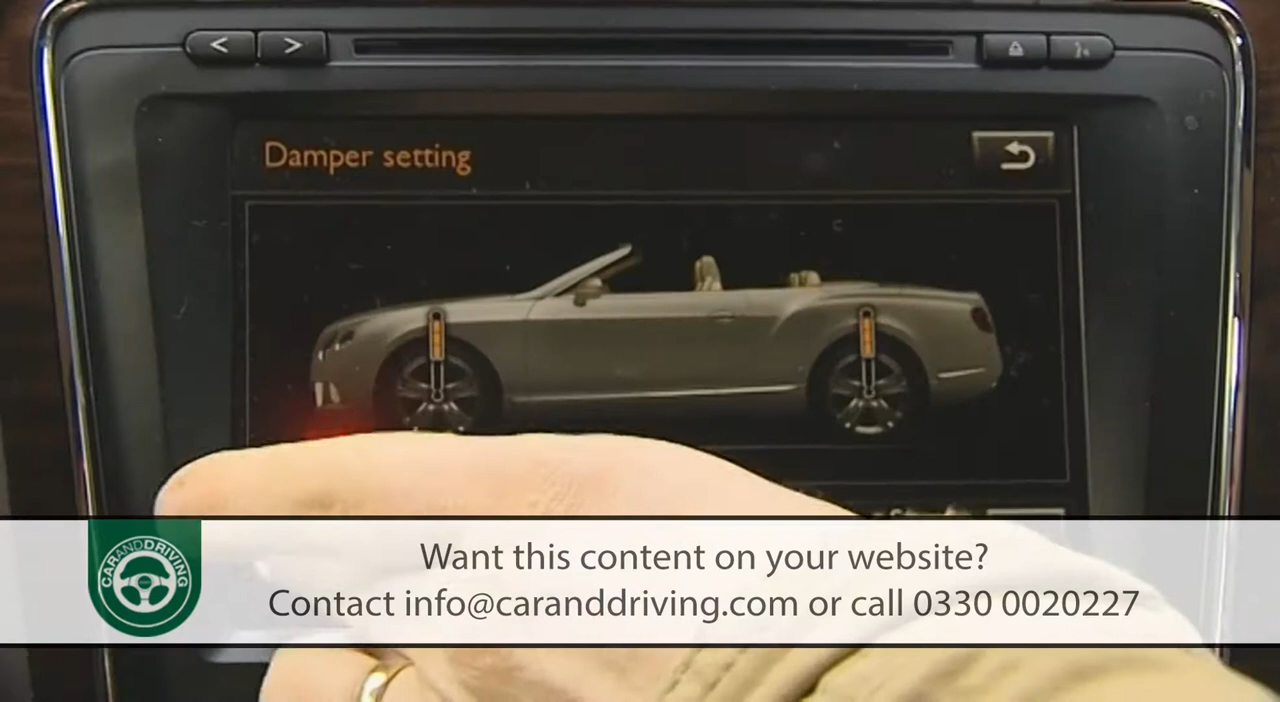 Damper setting
CARANDDRIVING
Want this content on your website?
Contact info@caranddriving.com or call 0330 0020227